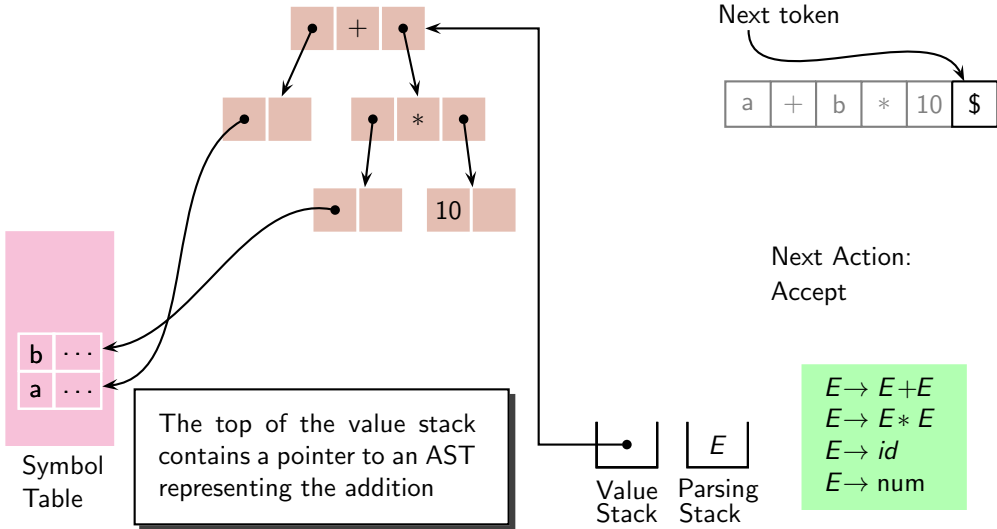 +
Next token
a + b * 10 $
*
10
Next Action:
Accept
b ...
a ...
Symbol
Table
The top of the value stack
contains a pointer to an AST
representing the addition
E
Value
Stack
Parsing
Stack
E → E + E
E → E * E
E → id
E → num